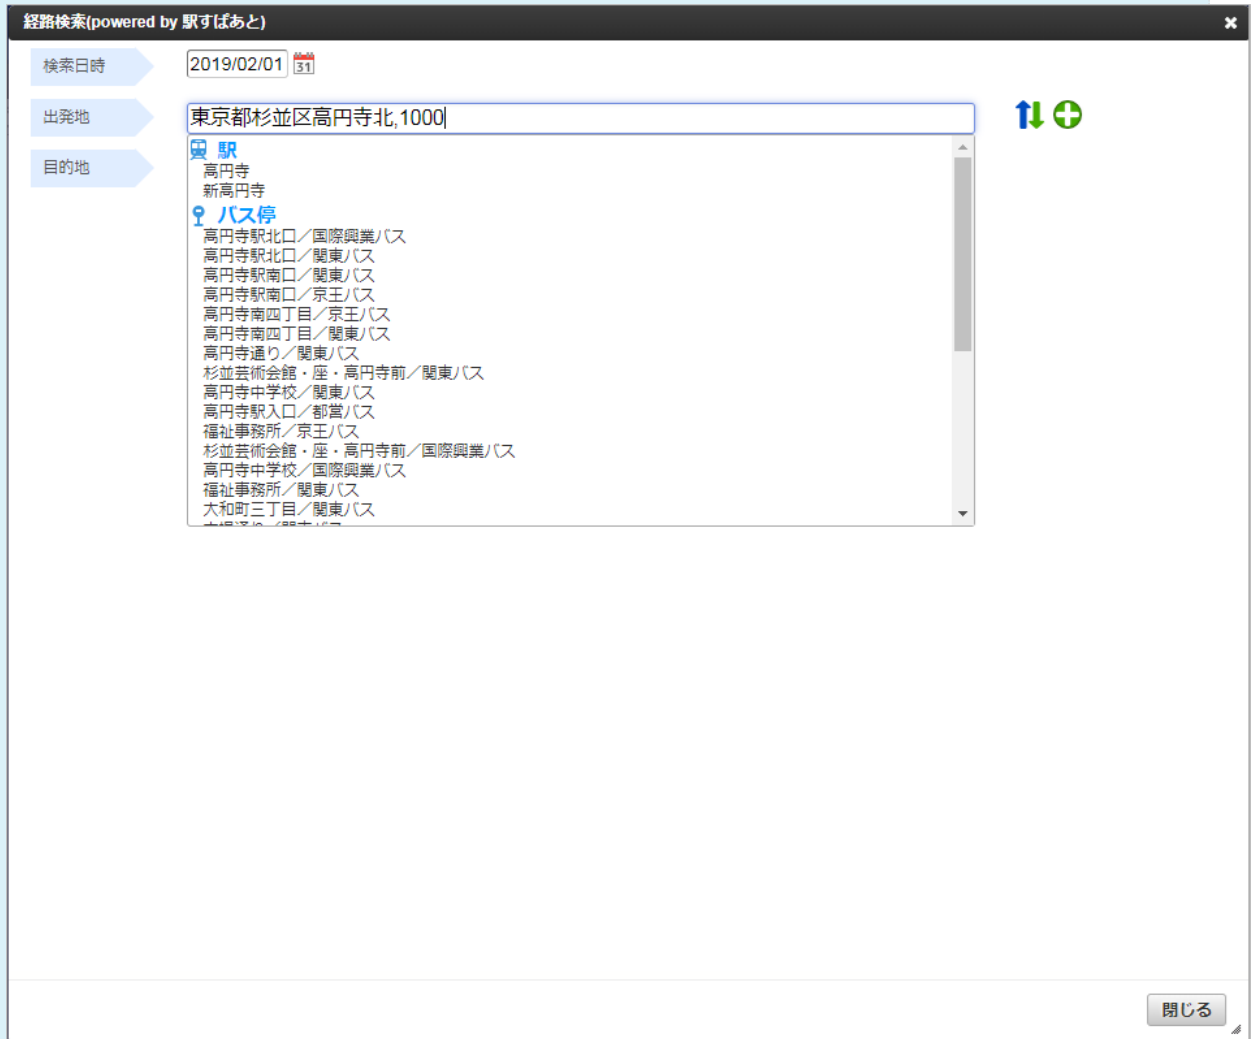 経路検索(powered by 駅すぱあと)
検索日時
2019/02/01
31
出発地
東京都杉並区高円寺北,1000
目的地
駅
高円寺
新高円寺
バス停
高円寺駅北口／国際興業バス
高円寺駅北口／関東バス
高円寺駅南口／関東バス
高円寺駅南口／京王バス
高円寺南四丁目／京王バス
高円寺南四丁目／関東バス
高円寺通り／関東バス
杉並芸術会館・座・高円寺前／関東バス
高円寺中学校／関東バス
高円寺駅入口／都営バス
福祉事務所／京王バス
杉並芸術会館・座・高円寺前／国際興業バス
高円寺中学校／国際興業バス
福祉事務所／関東バス
大和町三丁目／関東バス
閉じる